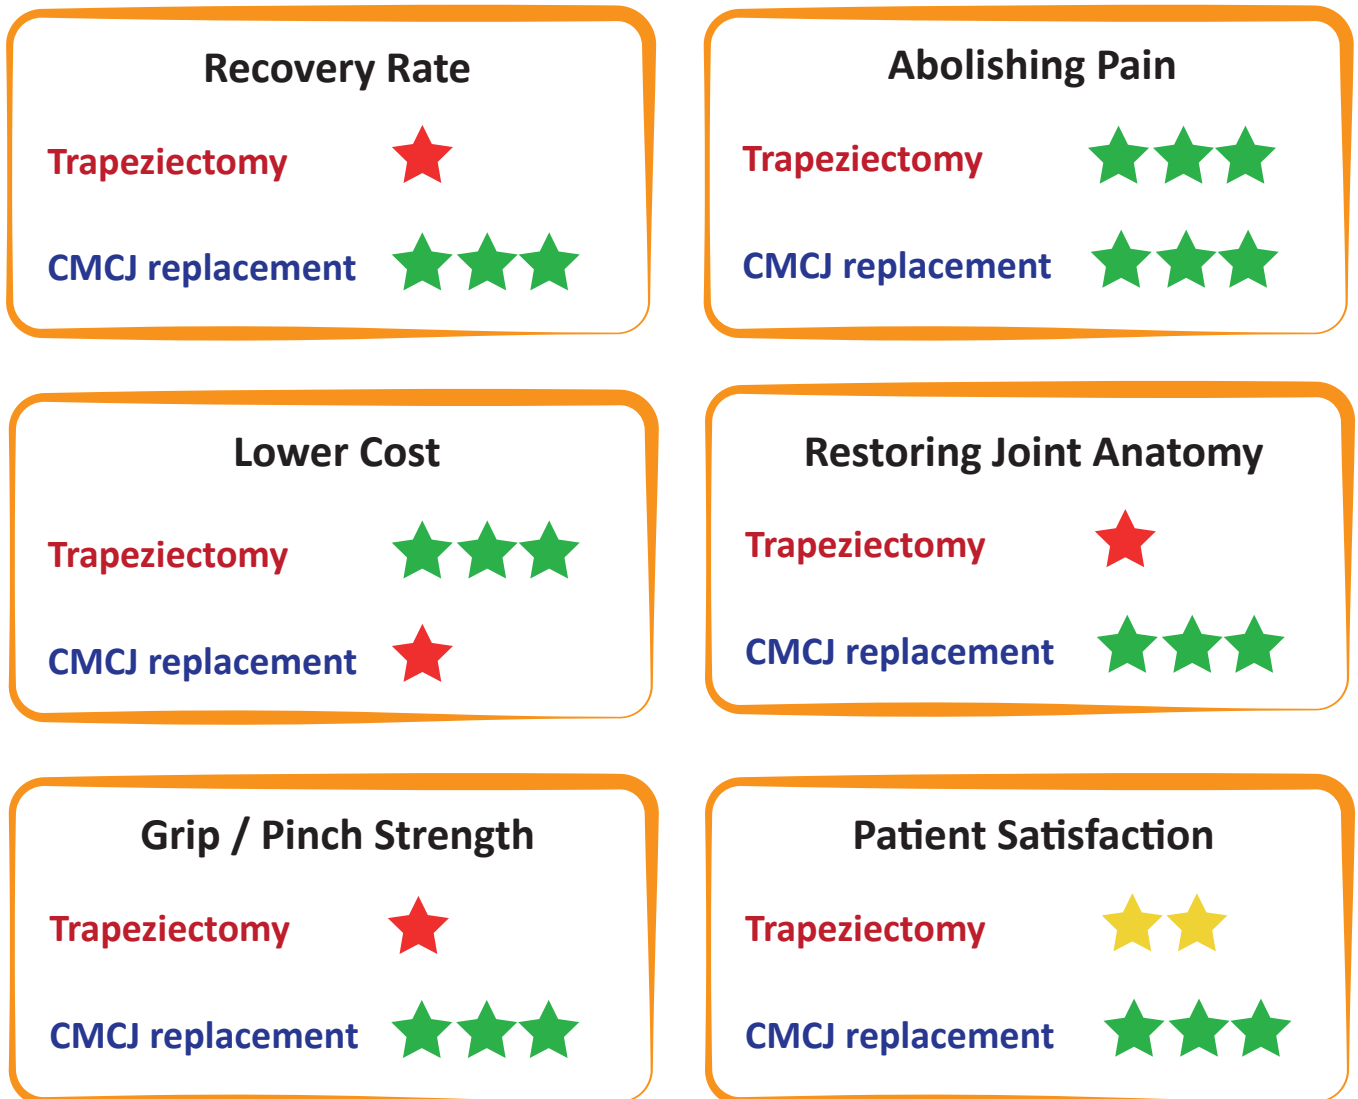 Recovery Rate
Trapeziectomy
CMCJ replacement
Abolishing Pain
Trapeziectomy
CMCJ replacement
Lower Cost
Trapeziectomy
CMCJ replacement
Restoring Joint Anatomy
Trapeziectomy
CMCJ replacement
Grip / Pinch Strength
Trapeziectomy
CMCJ replacement
Patient Satisfaction
Trapeziectomy
CMCJ replacement